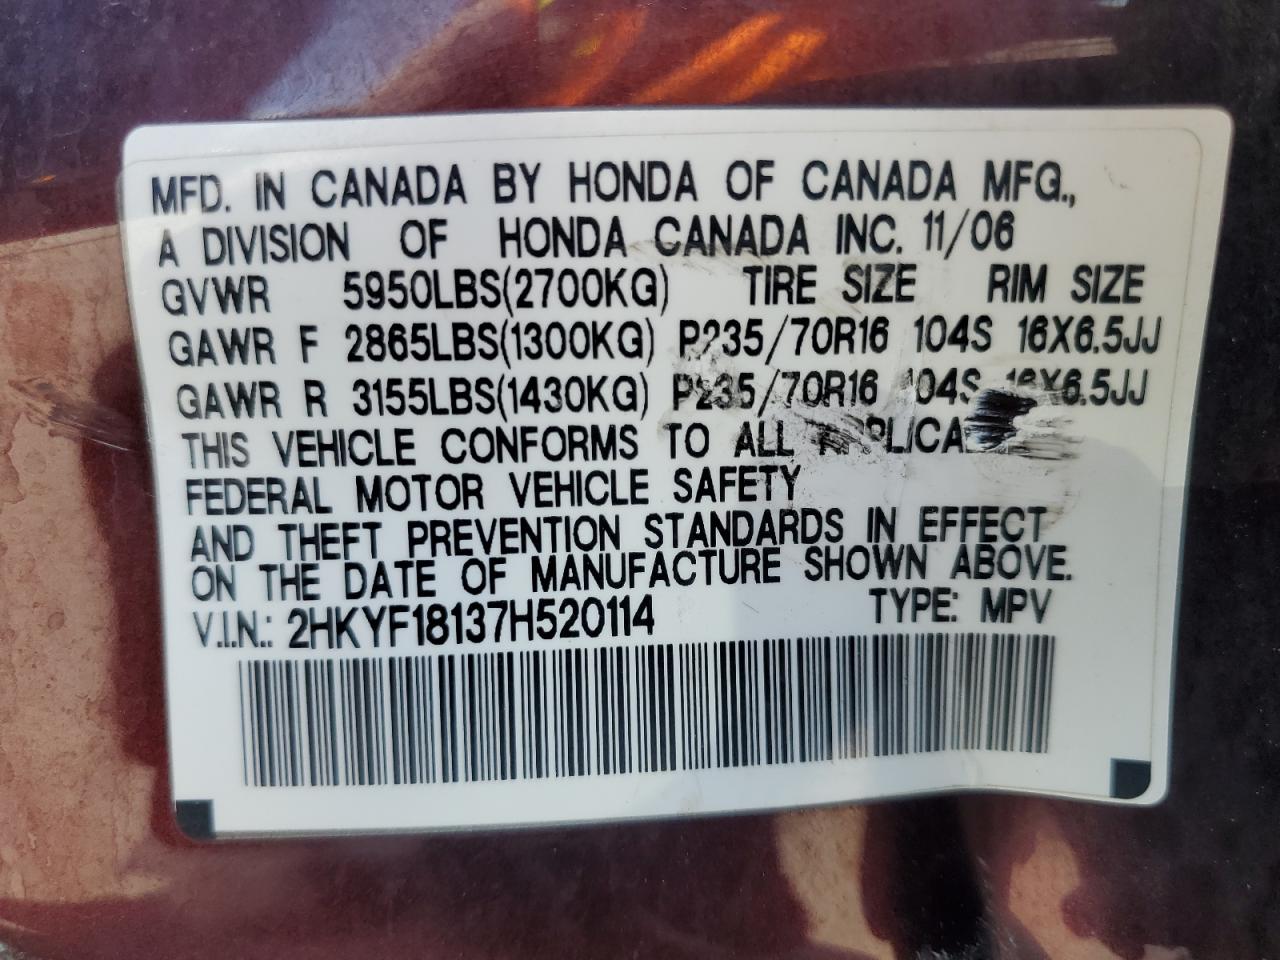 MFD. IN CANADA BY HONDA OF CANADA MFG.,
A DIVISION OF HONDA CANADA INC. 11/06
GVWR 5950LBS(2700KG) TIRE SIZE RIM SIZE
GAWR F 2865LBS(1300KG) P235/70R16 104S 16X6.5JJ
GAWR R 3155LBS(1430KG) P235/70R16 104S 16X6.5JJ
THIS VEHICLE CONFORMS TO ALL
FEDERAL MOTOR VEHICLE SAFETY
AND THEFT PREVENTION STANDARDS IN EFFECT
ON THE DATE OF MANUFACTURE SHOWN ABOVE.
V.I.N.: 2HKYF18137H520114 TYPE: MPV